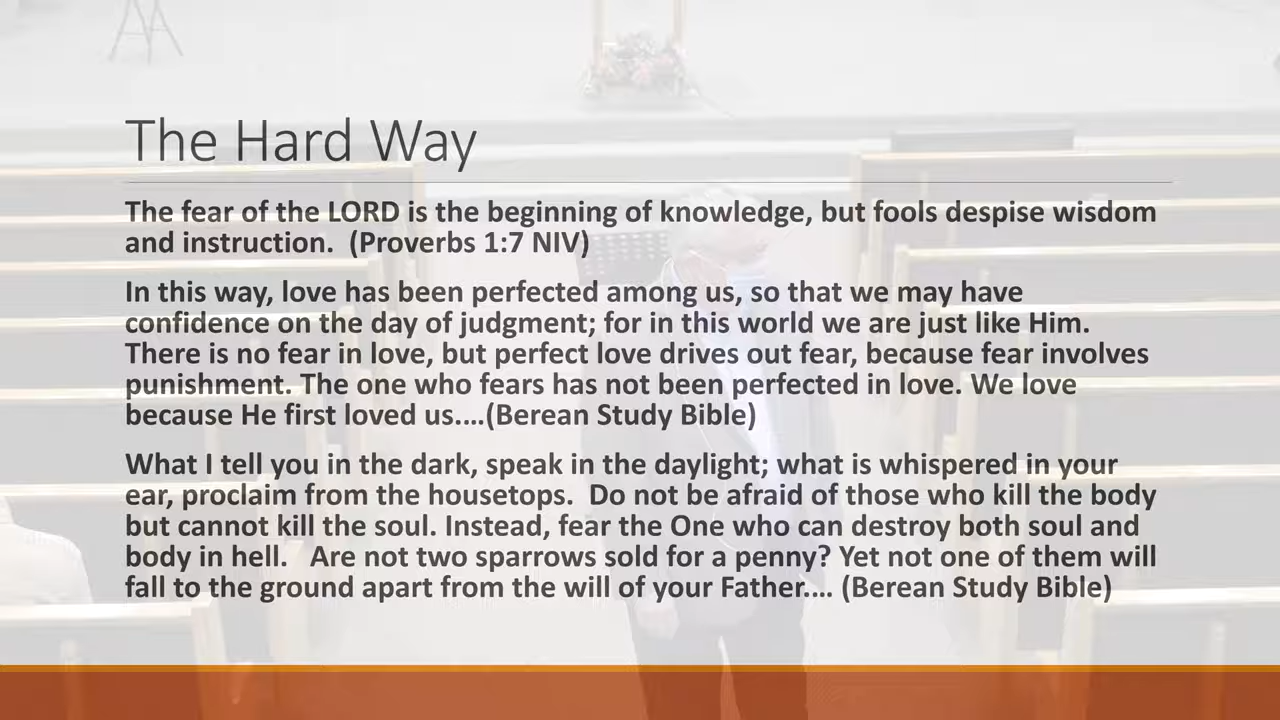 The Hard Way
The fear of the LORD is the beginning of knowledge, but fools despise wisdom
and instruction.  (Proverbs 1:7 NIV)
In this way, love has been perfected among us, so that we may have
confidence on the day of judgment; for in this world we are just like Him.
There is no fear in love, but perfect love drives out fear, because fear involves
punishment. The one who fears has not been perfected in love. We love
because He first loved us.…(Berean Study Bible)
What I tell you in the dark, speak in the daylight; what is whispered in your
ear, proclaim from the housetops.  Do not be afraid of those who kill the body
but cannot kill the soul. Instead, fear the One who can destroy both soul and
body in hell.   Are not two sparrows sold for a penny? Yet not one of them will
fall to the ground apart from the will of your Father.… (Berean Study Bible)